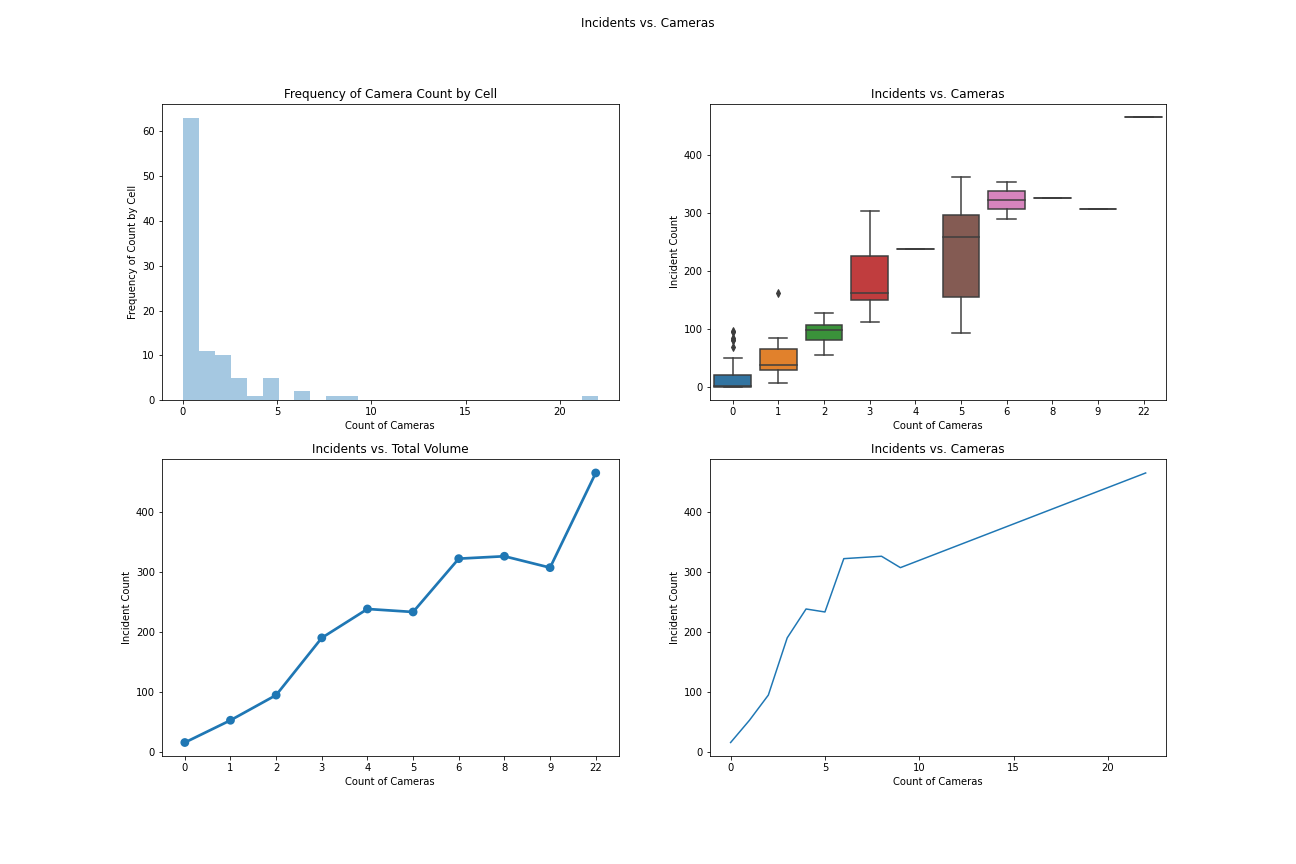 Incidents vs. Cameras
Frequency of Camera Count by Cell
Frequency of Count by Cell
60
50
40
30
20
10
0
0 5 10 15 20
Count of Cameras
Incidents vs. Cameras
Incident Count
400
300
200
100
0
0 1 2 3 4 5 6 8 9 22
Count of Cameras
Incidents vs. Total Volume
Incident Count
400
300
200
100
0
0 1 2 3 4 5 6 8 9 22
Count of Cameras
Incidents vs. Cameras
Incident Count
400
300
200
100
0
0 5 10 15 20
Count of Cameras